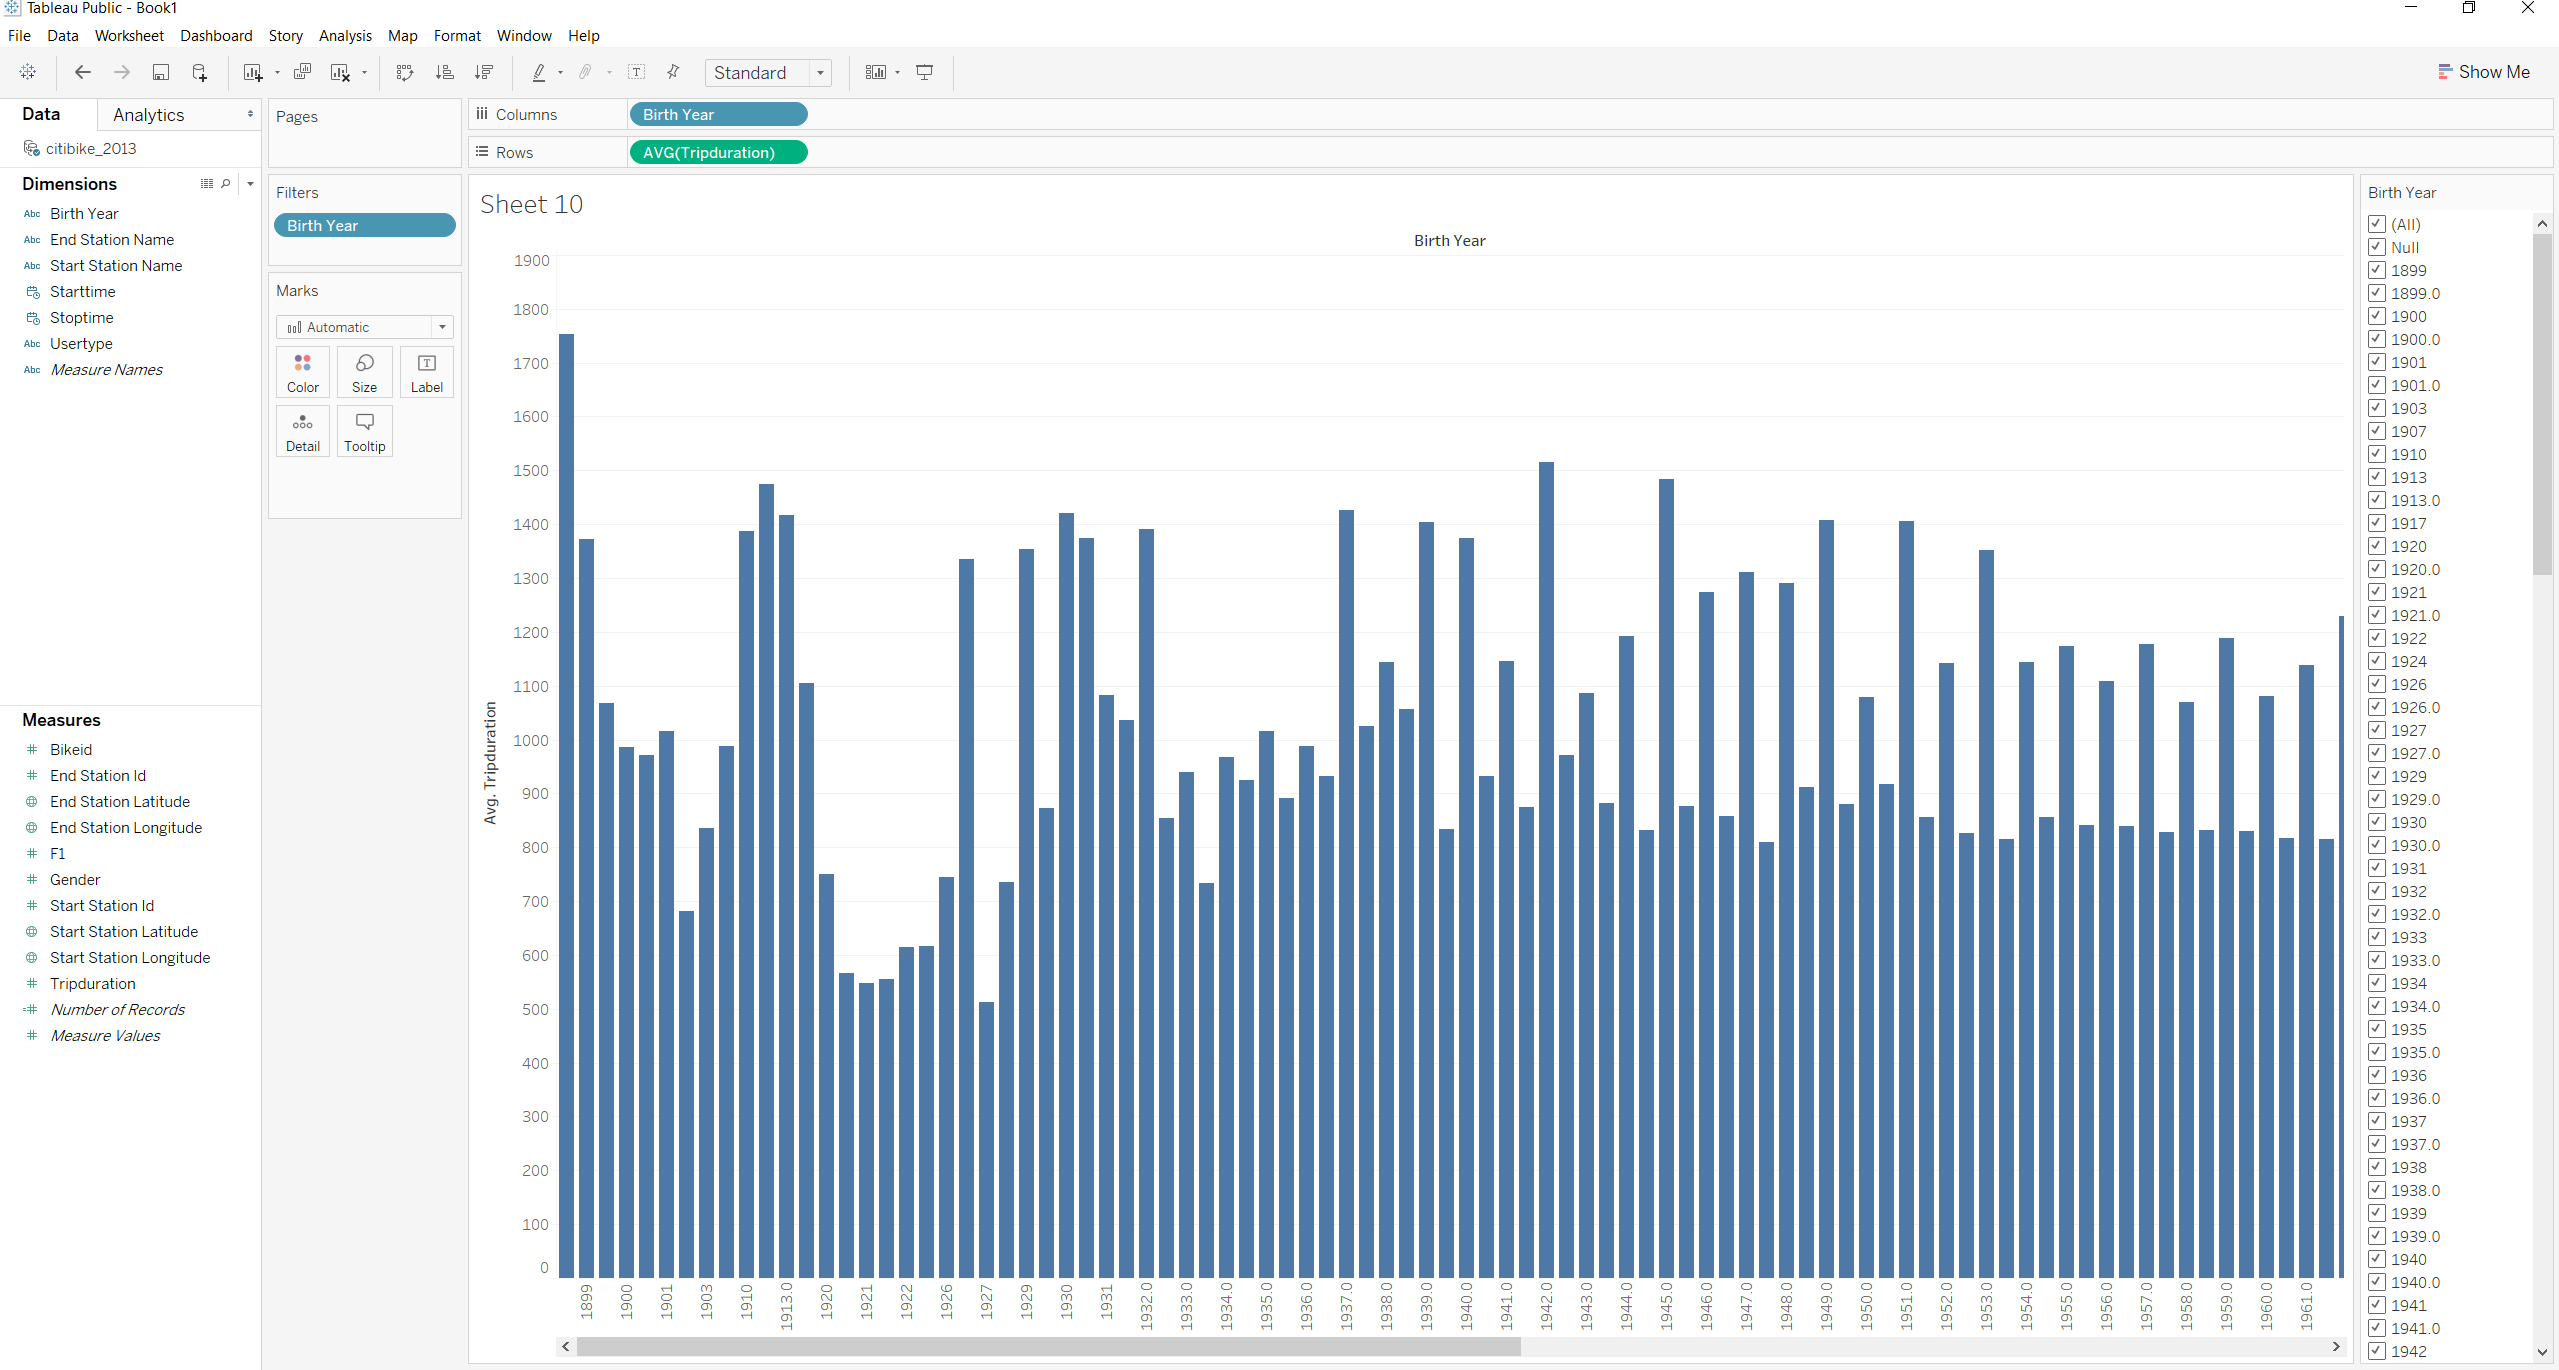 Tableau Public - Book1
File Data Worksheet Dashboard Story Analysis Map Format Window Help
Standard
Show Me
Data Analytics
citibike_2013
Dimensions
Birth Year
End Station Name
Start Station Name
Starttime
Stoptime
Usertype
Measure Names
Measures
Bikeid
End Station Id
End Station Latitude
End Station Longitude
F1
Gender
Start Station Id
Start Station Latitude
Start Station Longitude
Tripduration
Number of Records
Measure Values
Pages
Filters
Birth Year
Marks
Automatic
Color Size Label
Detail Tooltip
Columns Birth Year
Rows AVG(Tripduration)
Sheet 10
Birth Year
Avg. Tripduration
1900
1800
1700
1600
1500
1400
1300
1200
1100
1000
900
800
700
600
500
400
300
200
100
0
1899 1900 1901 1903 1910 1913.0 1920 1921 1922 1926 1927 1929 1930 1931 1932.0 1933.0 1934.0 1935.0 1936.0 1937.0 1938.0 1939.0 1940.0 1941.0 1942.0 1943.0 1944.0 1945.0 1946.0 1947.0 1948.0 1949.0 1950.0 1951.0 1952.0 1953.0 1954.0 1955.0 1956.0 1957.0 1958.0 1959.0 1960.0 1961.0
Birth Year
(All)
Null
1899
1899.0
1900
1900.0
1901
1901.0
1903
1907
1910
1913
1913.0
1917
1920
1920.0
1921
1921.0
1922
1924
1926
1926.0
1927
1927.0
1929
1929.0
1930
1930.0
1931
1932
1932.0
1933
1933.0
1934
1934.0
1935
1935.0
1936
1936.0
1937
1937.0
1938
1938.0
1939
1939.0
1940
1940.0
1941
1941.0
1942